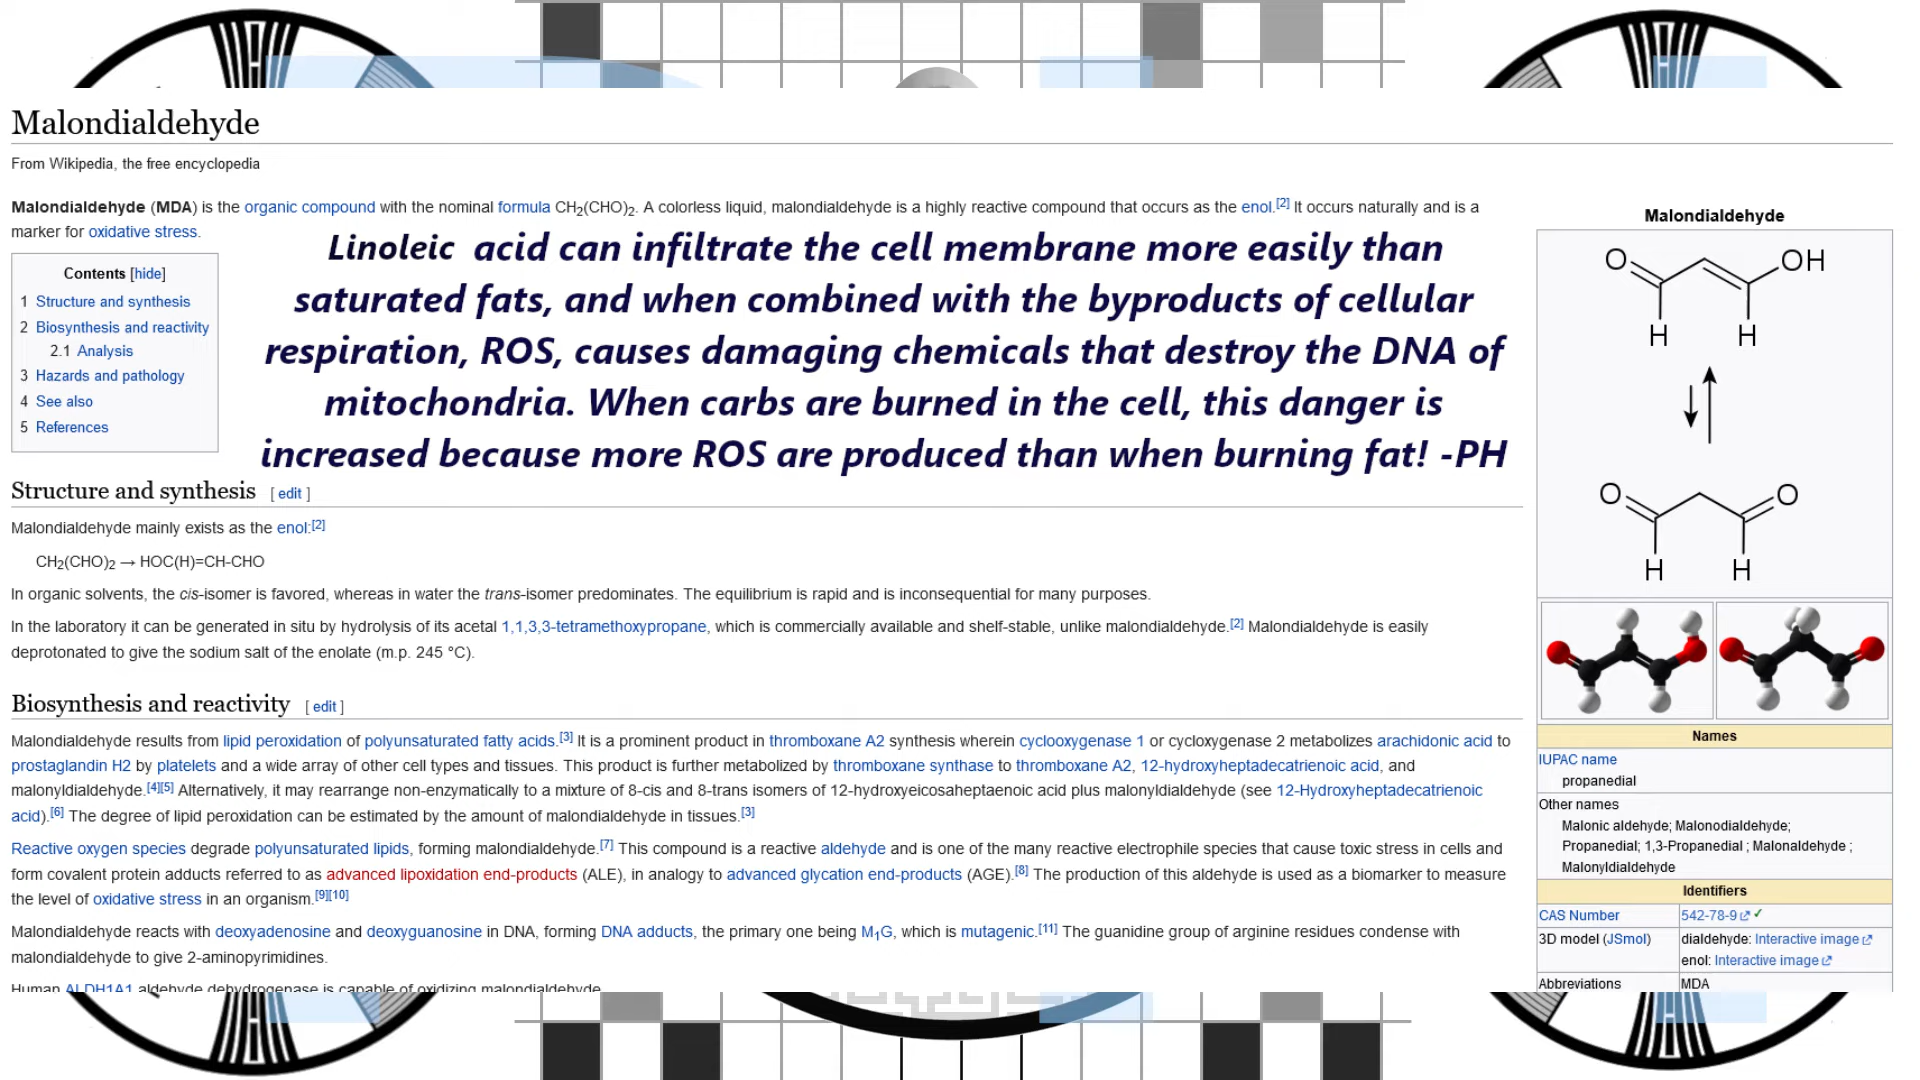 Malondialdehyde
From Wikipedia, the free encyclopedia
Malondialdehyde (MDA) is the organic compound with the nominal formula CH2(CHO)2. A colorless liquid, malondialdehyde is a highly reactive compound that occurs as the enol.[2] It occurs naturally and is a
marker for oxidative stress.
Linoleic acid can infiltrate the cell membrane more easily than
saturated fats, and when combined with the byproducts of cellular
respiration, ROS, causes damaging chemicals that destroy the DNA of
mitochondria. When carbs are burned in the cell, this danger is
increased because more ROS are produced than when burning fat! -PH
Contents [hide]
1 Structure and synthesis
2 Biosynthesis and reactivity
2.1 Analysis
3 Hazards and pathology
4 See also
5 References
Structure and synthesis [ edit ]
Malondialdehyde mainly exists as the enol:[2]
CH2(CHO)2 → HOC(H)=CH-CHO
In organic solvents, the cis-isomer is favored, whereas in water the trans-isomer predominates. The equilibrium is rapid and is inconsequential for many purposes.
In the laboratory it can be generated in situ by hydrolysis of its acetal 1,1,3,3-tetramethoxypropane, which is commercially available and shelf-stable, unlike malondialdehyde.[2] Malondialdehyde is easily
deprotonated to give the sodium salt of the enolate (m.p. 245 °C).
Biosynthesis and reactivity [ edit ]
Malondialdehyde results from lipid peroxidation of polyunsaturated fatty acids.[3] It is a prominent product in thromboxane A2 synthesis wherein cyclooxygenase 1 or cycloxygenase 2 metabolizes arachidonic acid to
prostaglandin H2 by platelets and a wide array of other cell types and tissues. This product is further metabolized by thromboxane synthase to thromboxane A2, 12-hydroxyheptadecatrienoic acid, and
malonyldialdehyde.[4][5] Alternatively, it may rearrange non-enzymatically to a mixture of 8-cis and 8-trans isomers of 12-hydroxyeicosaheptaenoic acid plus malonyldialdehyde (see 12-Hydroxyheptadecatrienoic
acid).[6] The degree of lipid peroxidation can be estimated by the amount of malondialdehyde in tissues.[3]
Reactive oxygen species degrade polyunsaturated lipids, forming malondialdehyde.[7] This compound is a reactive aldehyde and is one of the many reactive electrophile species that cause toxic stress in cells and
form covalent protein adducts referred to as advanced lipoxidation end-products (ALE), in analogy to advanced glycation end-products (AGE).[8] The production of this aldehyde is used as a biomarker to measure
the level of oxidative stress in an organism.[9][10]
Malondialdehyde reacts with deoxyadenosine and deoxyguanosine in DNA, forming DNA adducts, the primary one being M1G, which is mutagenic.[11] The guanidine group of arginine residues condense with
malondialdehyde to give 2-aminopyrimidines.
Human ALDH1A1 aldehyde dehydrogenase is capable of oxidizing malondialdehyde.
Malondialdehyde
O OH
H H
O O
H H
Names
IUPAC name
propanedial
Other names
Malonic aldehyde; Malonodialdehyde;
Propanedial; 1,3-Propanedial ; Malonaldehyde ;
Malonyldialdehyde
Identifiers
CAS Number 542-78-9
3D model (JSmol) dialdehyde: Interactive image
enol: Interactive image
Abbreviations MDA